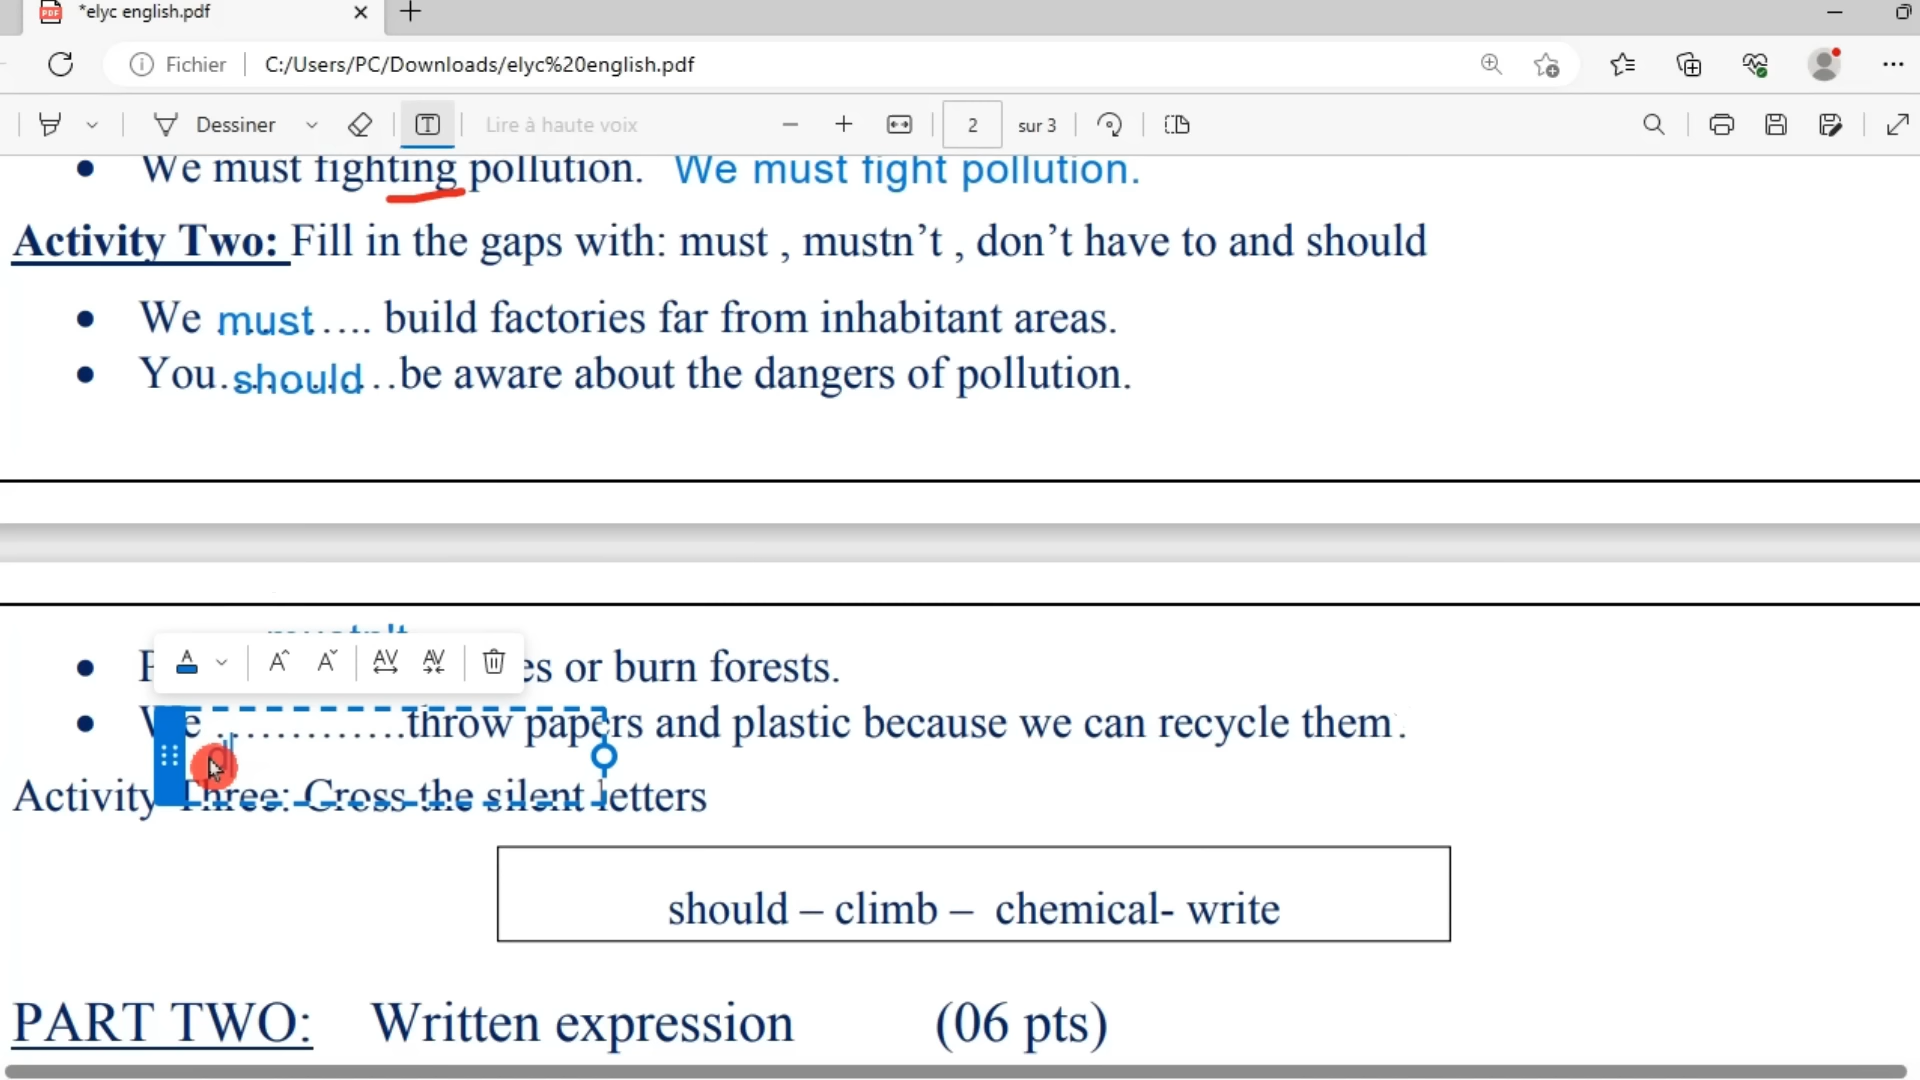 *elyc english.pdf
Fichier C:/Users/PC/Downloads/elyc%20english.pdf
Dessiner Lire à haute voix 2 sur 3
We must fighting pollution. We must fight pollution.
Activity Two: Fill in the gaps with: must , mustn’t , don’t have to and should
We must…. build factories far from inhabitant areas.
You.should..be aware about the dangers of pollution.
mustn't
es or burn forests.
We ………….throw papers and plastic because we can recycle them.
d
Activity Three: Cross the silent letters
should – climb – chemical- write
PART TWO: Written expression (06 pts)